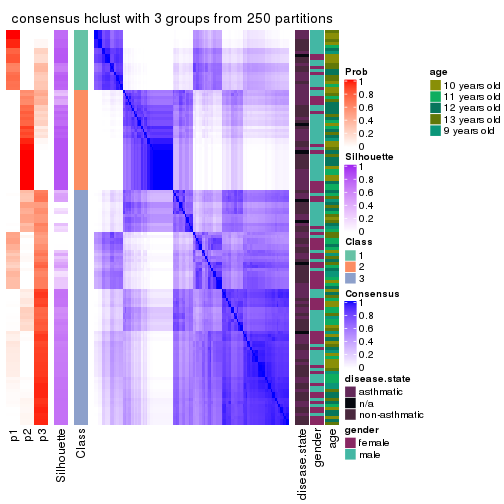 consensus hclust with 3 groups from 250 partitions
p1
p2
p3
Silhouette
Class
disease.state
gender
age
Prob
1
0.8
0.6
0.4
0.2
0
Silhouette
1
0.8
0.6
0.4
0.2
0
Class
1
2
3
Consensus
1
0.8
0.6
0.4
0.2
0
disease.state
asthmatic
n/a
non-asthmatic
gender
female
male
age
10 years old
11 years old
12 years old
13 years old
9 years old